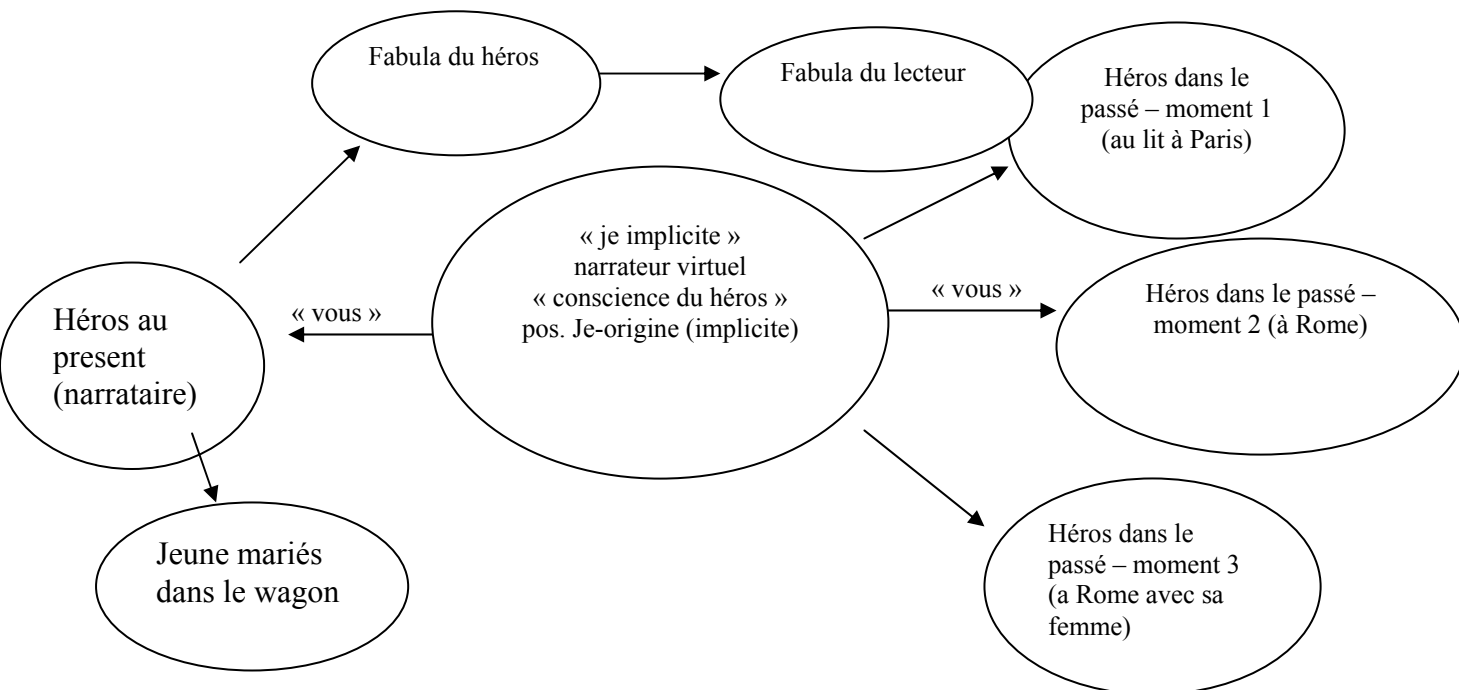 Fabula du héros
Fabula du lecteur
Héros dans le
passé – moment 1
(au lit à Paris)
« je implicite »
narrateur virtuel
« conscience du héros »
pos. Je-origine (implicite)
« vous »
« vous »
Héros dans le passé –
moment 2 (à Rome)
Héros au
present
(narrataire)
Héros dans le
passé – moment 3
(a Rome avec sa
femme)
Jeune mariés
dans le wagon